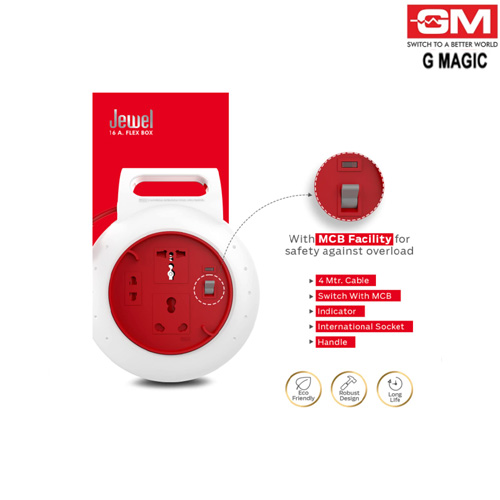 GM
SWITCH TO A BETTER WORLD
G MAGIC
Jewel
16 A. FLEX BOX
With MCB Facility for
safety against overload
4 Mtr. Cable
Switch With MCB
Indicator
International Socket
Handle
Eco
Friendly
Robust
Design
Long
Life